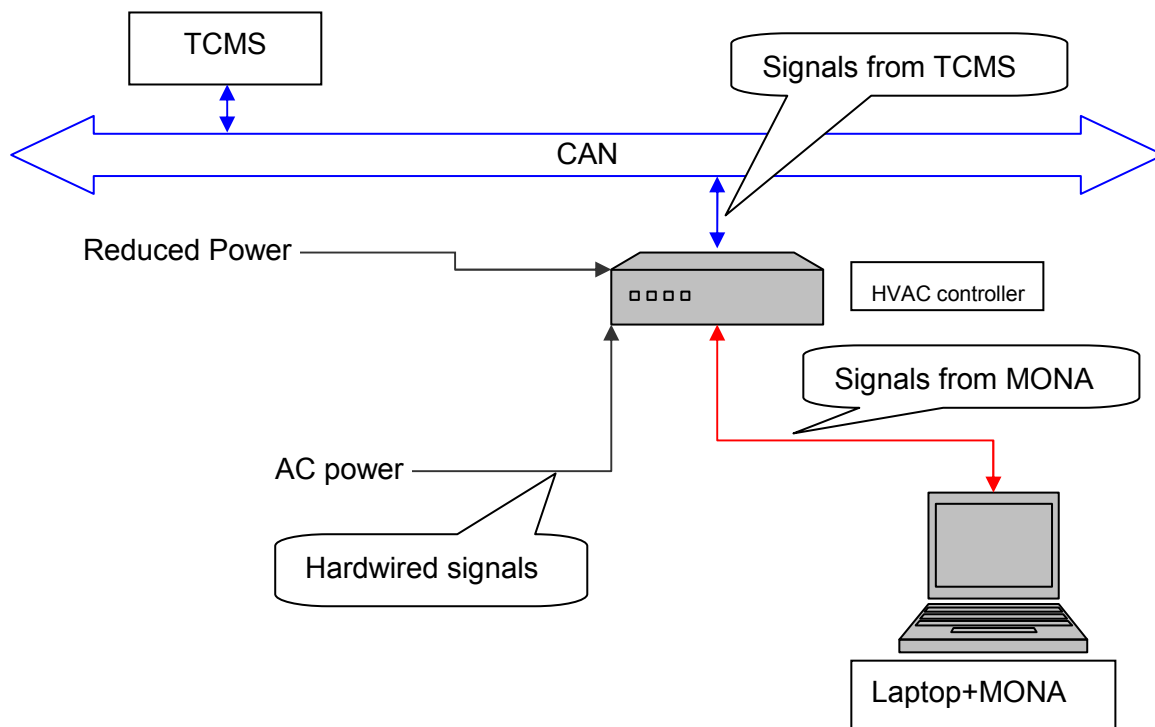 TCMS
Signals from TCMS
CAN
Reduced Power
HVAC controller
Signals from MONA
AC power
Hardwired signals
Laptop+MONA